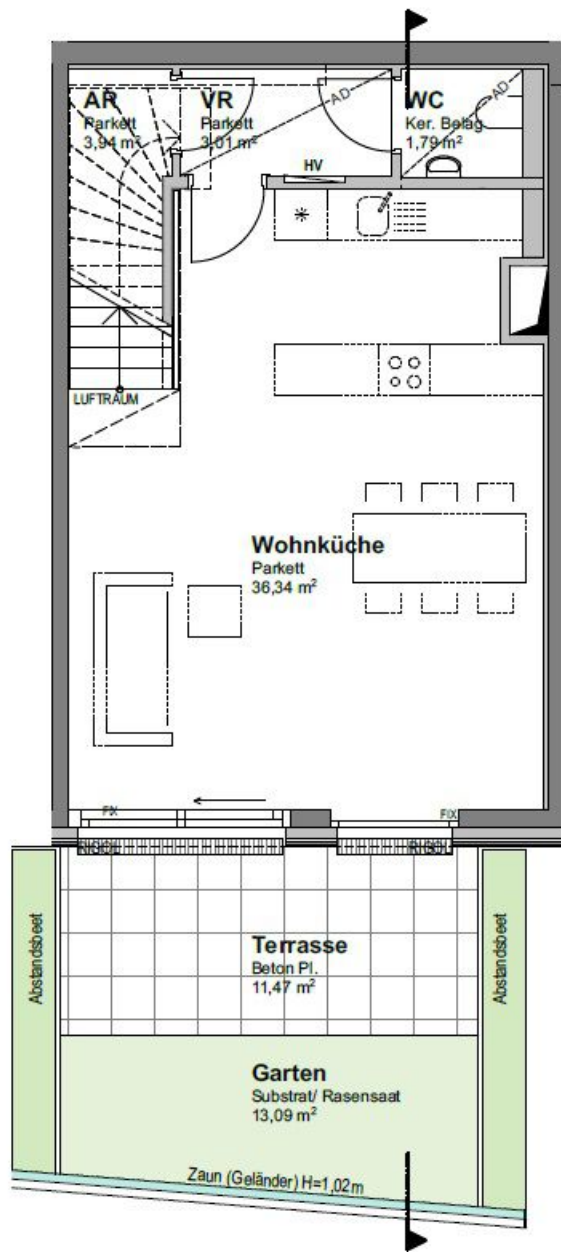 AR
Parkett
3,94 m²
VR
Parkett
3,01 m²
AD
WC
Ker. Belag
1,79 m²
AD
HV
LUFTRAUM
Wohnküche
Parkett
36,34 m²
FIX
FIX
RIGOL
RIGOL
Abstandsbeet
Terrasse
Beton Pl.
11,47 m²
Abstandsbeet
Garten
Substrat/ Rasensaat
13,09 m²
Zaun (Geländer) H=1,02m